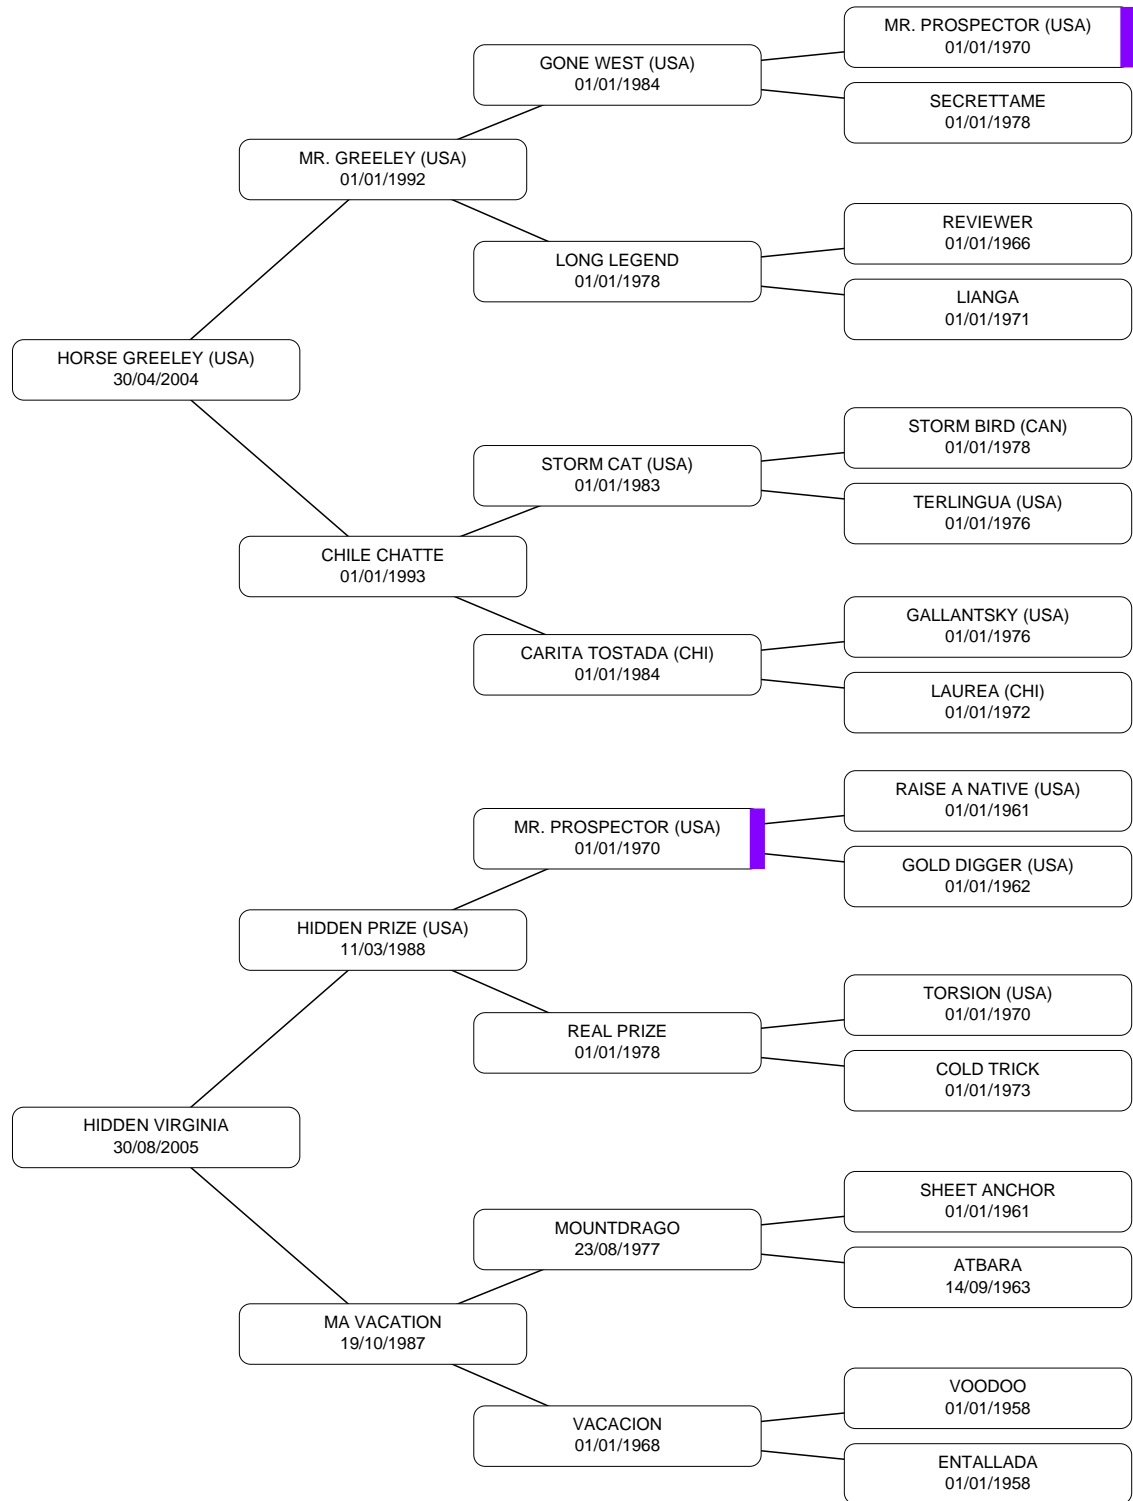 MR. PROSPECTOR (USA)
01/01/1970
GONE WEST (USA)
01/01/1984
SECRETTAME
01/01/1978
MR. GREELEY (USA)
01/01/1992
REVIEWER
01/01/1966
LONG LEGEND
01/01/1978
LIANGA
01/01/1971
HORSE GREELEY (USA)
30/04/2004
STORM BIRD (CAN)
01/01/1978
STORM CAT (USA)
01/01/1983
TERLINGUA (USA)
01/01/1976
CHILE CHATTE
01/01/1993
GALLANTSKY (USA)
01/01/1976
CARITA TOSTADA (CHI)
01/01/1984
LAUREA (CHI)
01/01/1972
RAISE A NATIVE (USA)
01/01/1961
MR. PROSPECTOR (USA)
01/01/1970
GOLD DIGGER (USA)
01/01/1962
HIDDEN PRIZE (USA)
11/03/1988
TORSION (USA)
01/01/1970
REAL PRIZE
01/01/1978
COLD TRICK
01/01/1973
HIDDEN VIRGINIA
30/08/2005
SHEET ANCHOR
01/01/1961
MOUNTDRAGO
23/08/1977
ATBARA
14/09/1963
MA VACATION
19/10/1987
VOODOO
01/01/1958
VACACION
01/01/1968
ENTALLADA
01/01/1958